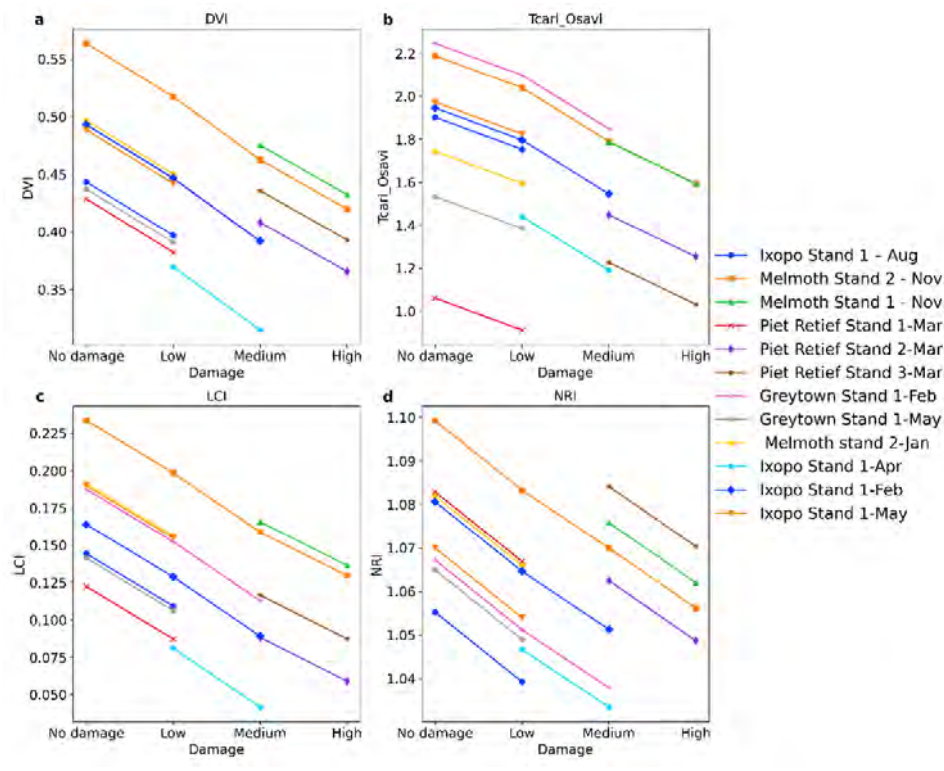 a
DVI
0.55
0.50
0.45
0.40
0.35
DVI
No damage
Low
Medium
High
Damage
b
Tcari_Osavi
2.2
2.0
1.8
1.6
1.4
1.2
1.0
Tcari_Osavi
No damage
Low
Medium
High
Damage
Ixopo Stand 1 - Aug
Melmoth Stand 2 - Nov
Melmoth Stand 1 - Nov
Piet Retief Stand 1-Mar
Piet Retief Stand 2-Mar
Piet Retief Stand 3-Mar
Greytown Stand 1-Feb
Greytown Stand 1-May
Melmoth stand 2-Jan
Ixopo Stand 1-Apr
Ixopo Stand 1-Feb
Ixopo Stand 1-May
c
LCI
0.225
0.200
0.175
0.150
0.125
0.100
0.075
0.050
LCI
No damage
Low
Medium
High
Damage
d
NRI
1.10
1.09
1.08
1.07
1.06
1.05
1.04
NRI
No damage
Low
Medium
High
Damage